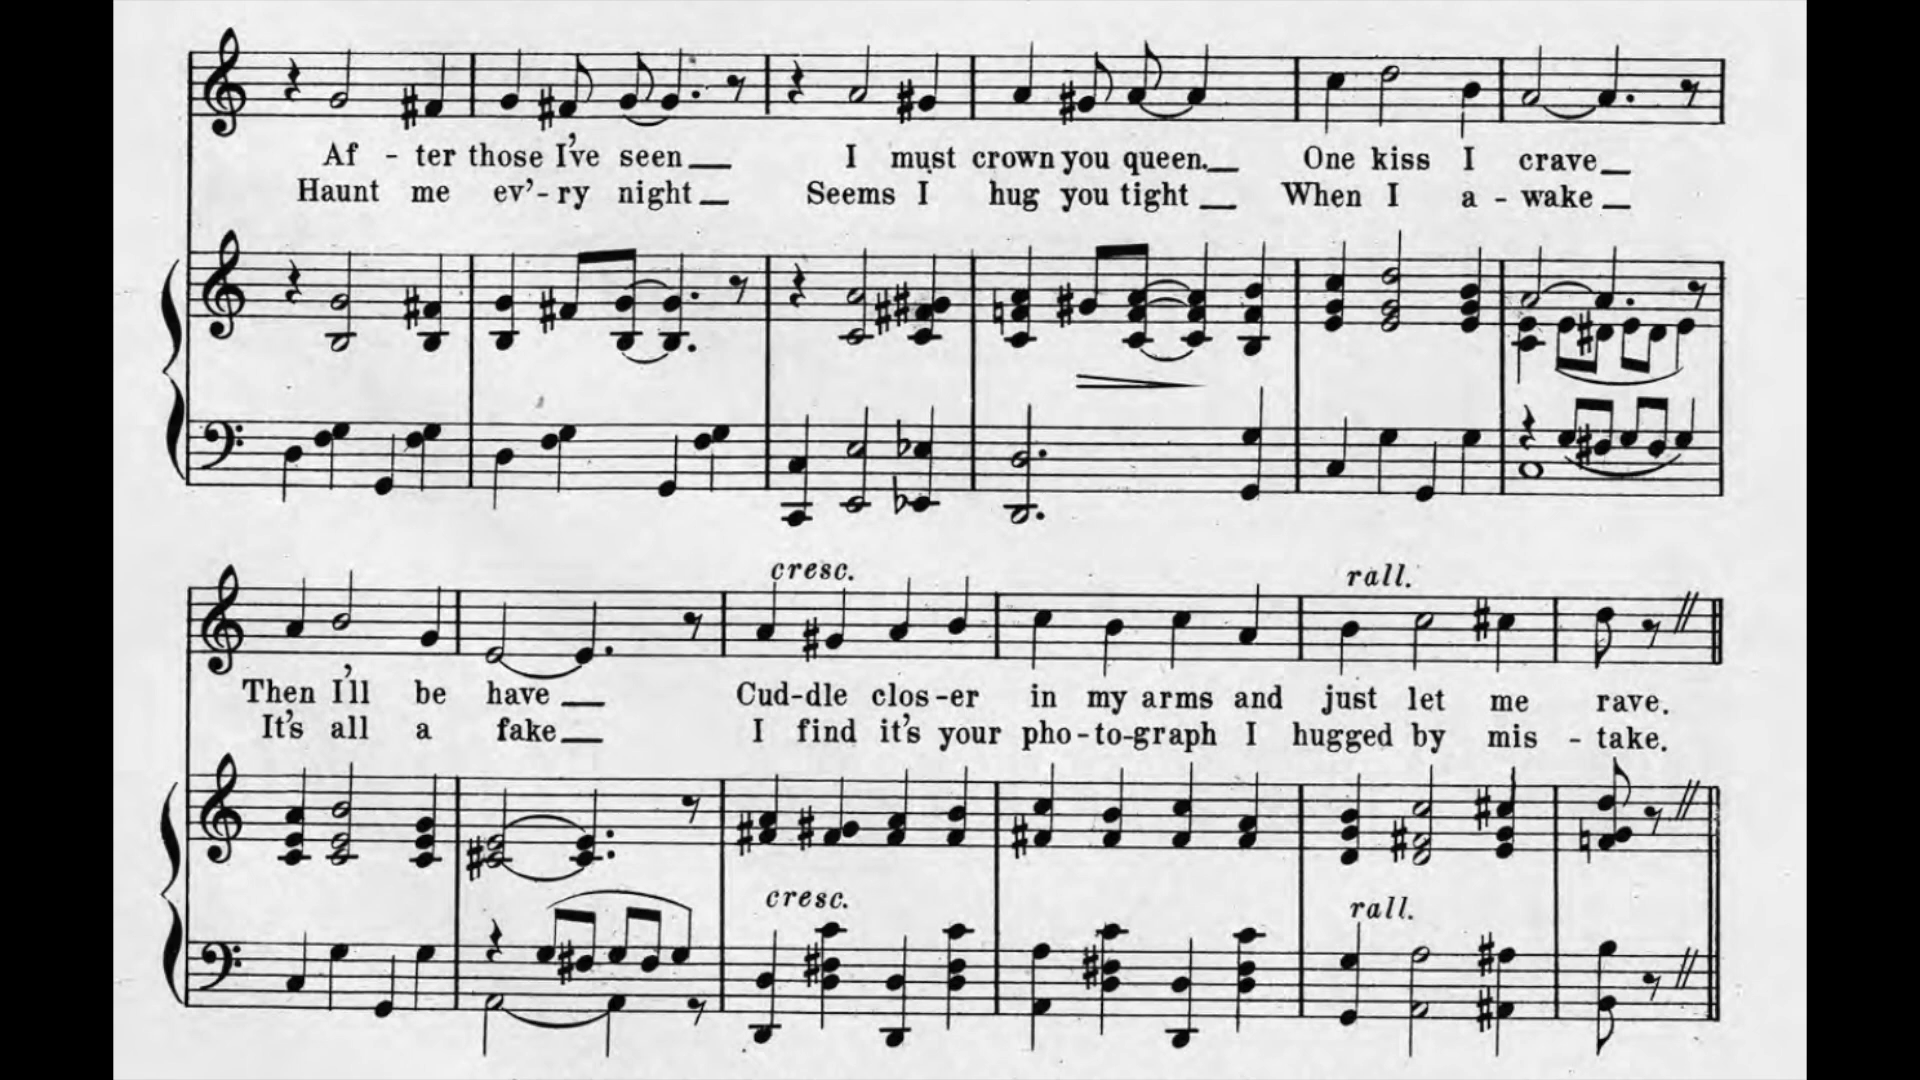 Af - ter those I've seen
Haunt me ev'-ry night
I must crown you queen.
Seems I hug you tight
One kiss I crave
When I a - wake
cresc.
rall.
Then I'll be have
It's all a fake
Cud-dle clos-er in my arms and just let me rave.
I find it's your pho-to-graph I hugged by mis - take.
cresc.
rall.